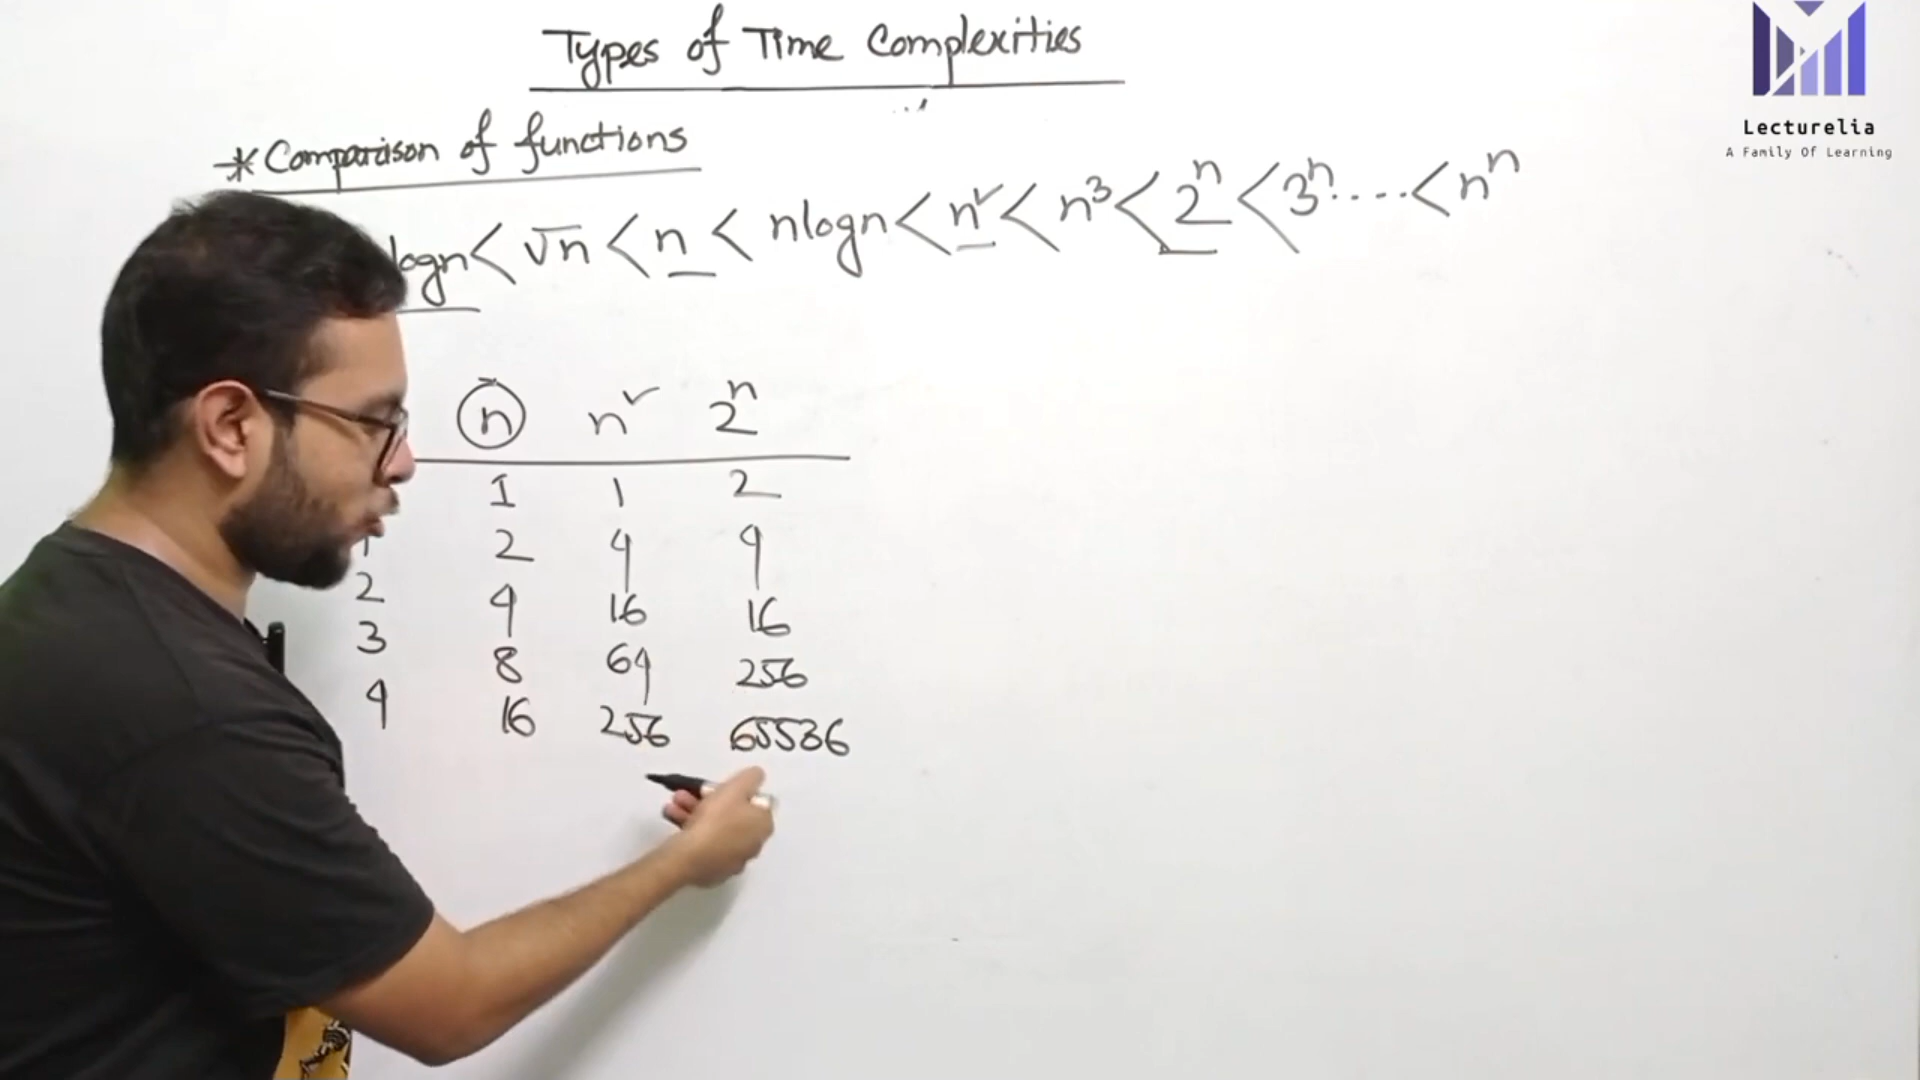 Types of Time Complexities
Lecturelia
A Family Of Learning
* Comparison of functions
logn < √n < n < nlogn < n² < n³ < 2ⁿ < 3ⁿ .... < nⁿ
n n² 2ⁿ
1 1 2
1 2 4 4
2 4 16 16
3 8 64 256
4 16 256 65536